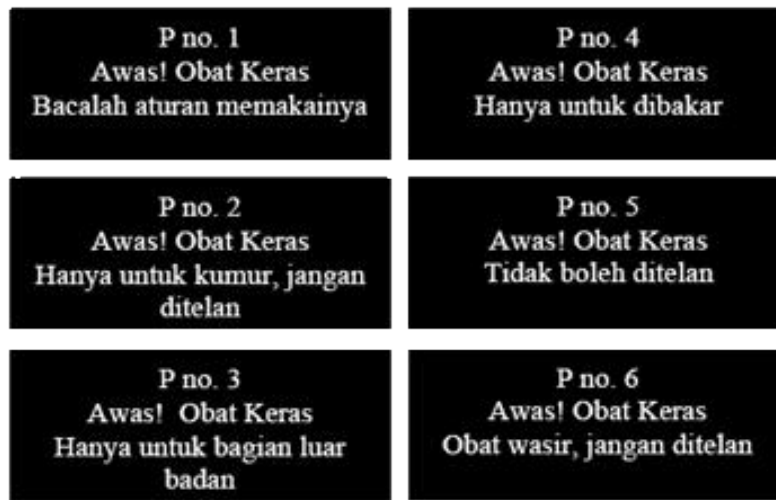 P no. 1
Awas! Obat Keras
Bacalah aturan memakainya
P no. 4
Awas! Obat Keras
Hanya untuk dibakar
P no. 2
Awas! Obat Keras
Hanya untuk kumur, jangan
ditelan
P no. 5
Awas! Obat Keras
Tidak boleh ditelan
P no. 3
Awas! Obat Keras
Hanya untuk bagian luar
badan
P no. 6
Awas! Obat Keras
Obat wasir, jangan ditelan